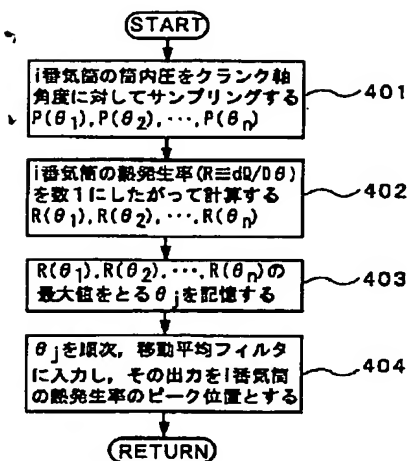 START
i番気筒の筒内圧をクランク軸
角度に対してサンプリングする
P(θ1),P(θ2),･･･,P(θn)
401
i番気筒の熱発生率(R≡dQ/Dθ)
を数1にしたがって計算する
R(θ1),R(θ2),･･･,R(θn)
402
R(θ1),R(θ2),･･･,R(θn)の
最大値をとるθjを記憶する
403
θjを順次，移動平均フィルタ
に入力し，その出力をi番気筒
の熱発生率のピーク位置とする
404
RETURN